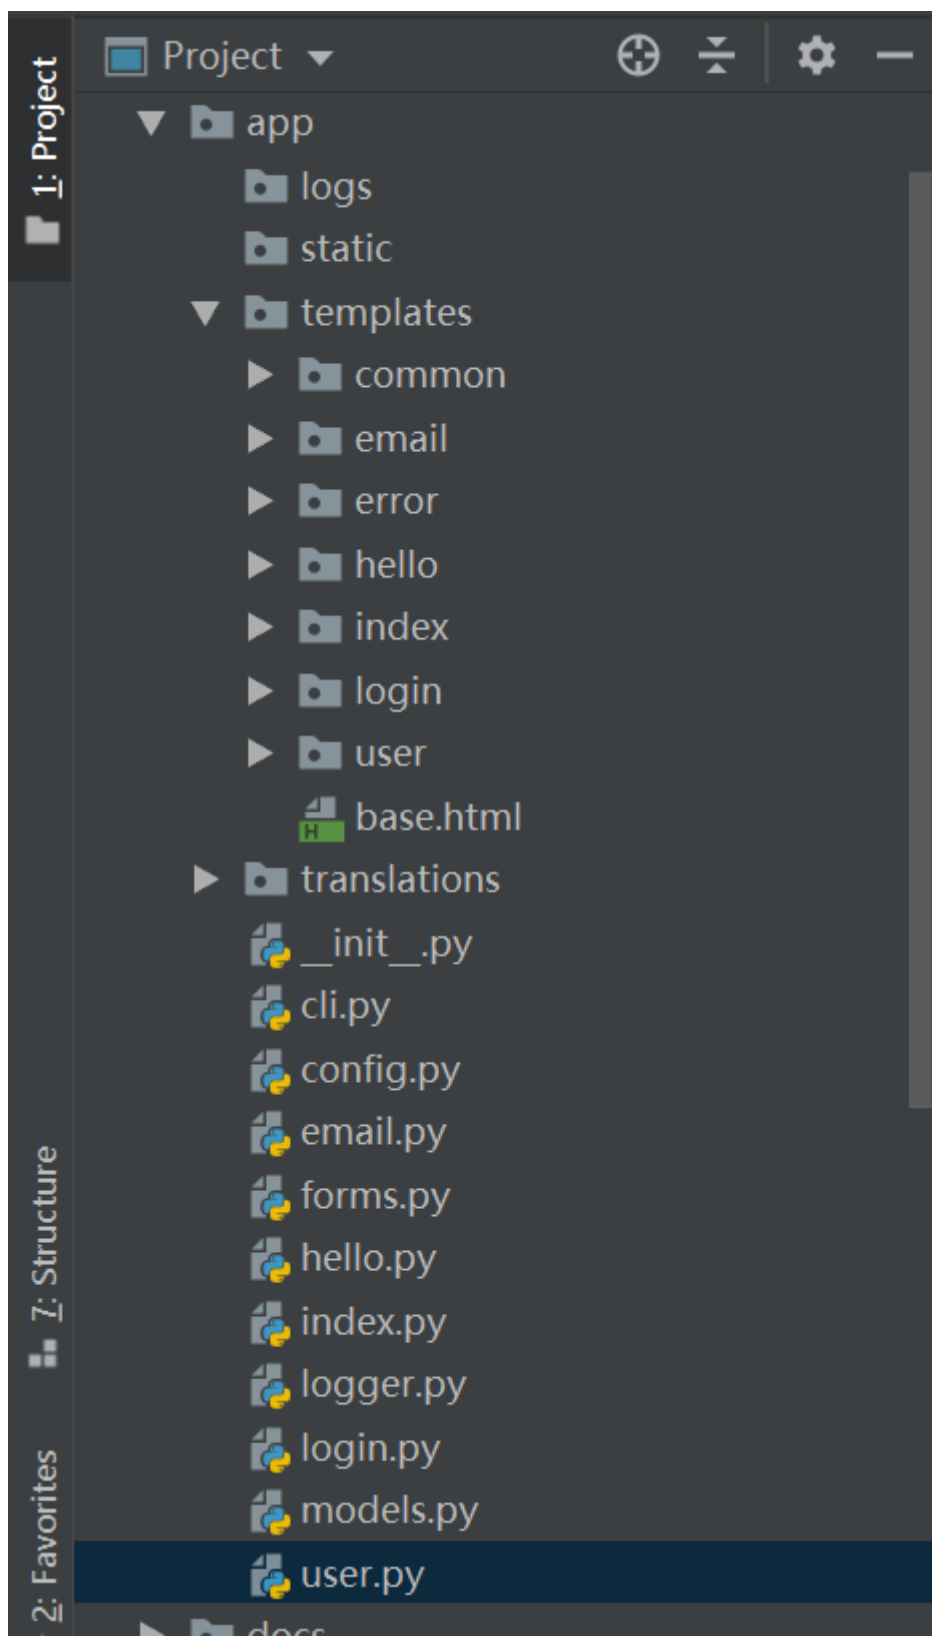 1: Project
Project
app
logs
static
templates
common
email
error
hello
index
login
user
H
base.html
translations
__init__.py
cli.py
config.py
email.py
forms.py
hello.py
7: Structure
index.py
logger.py
login.py
models.py
2: Favorites
user.py
docs